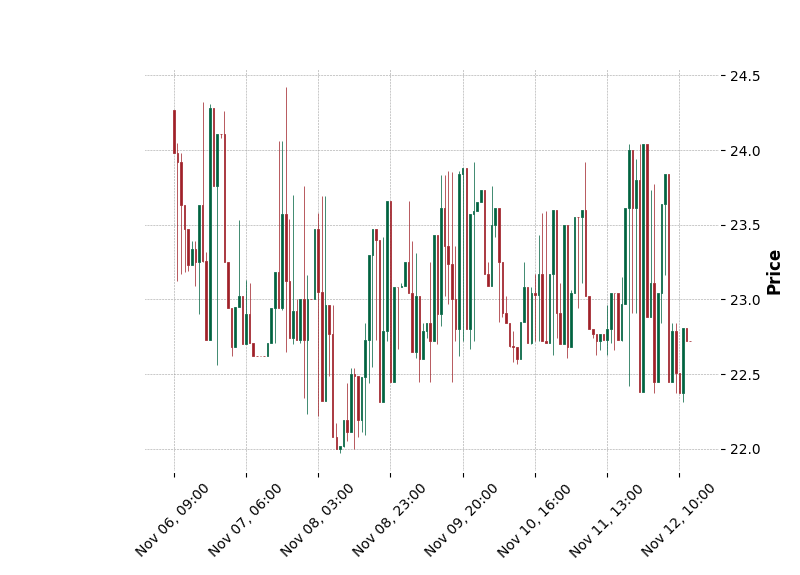 24.5
24.0
23.5
23.0
22.5
22.0
Price
Nov 06, 09:00
Nov 07, 06:00
Nov 08, 03:00
Nov 08, 23:00
Nov 09, 20:00
Nov 10, 16:00
Nov 11, 13:00
Nov 12, 10:00